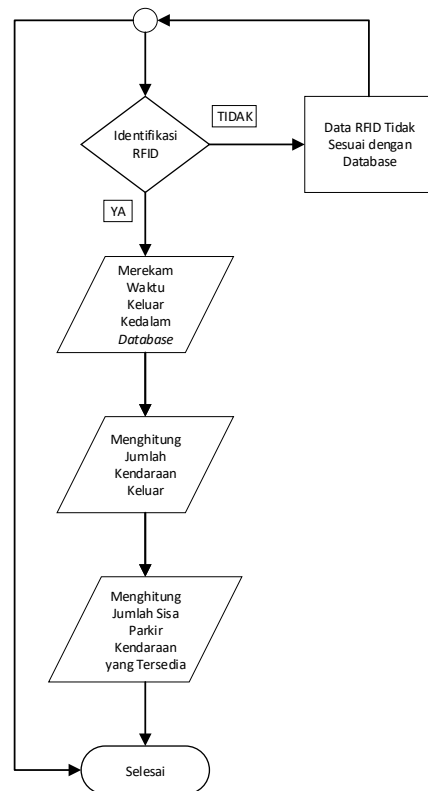 Identifikasi
RFID
TIDAK
Data RFID Tidak
Sesuai dengan
Database
YA
Merekam
Waktu
Keluar
Kedalam
Database
Menghitung
Jumlah
Kendaraan
Keluar
Menghitung
Jumlah Sisa
Parkir
Kendaraan
yang Tersedia
Selesai